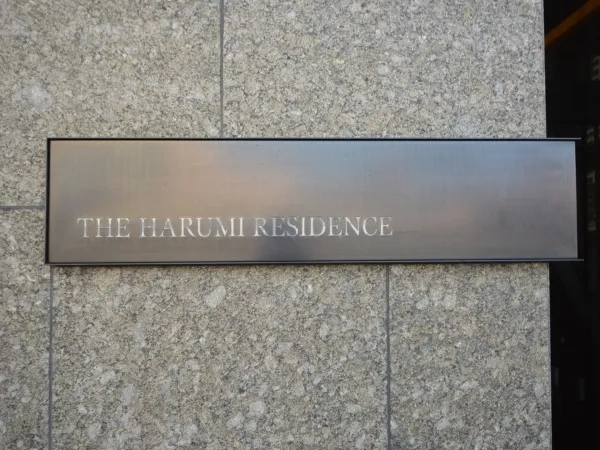 THE HARUMI RESIDENCE